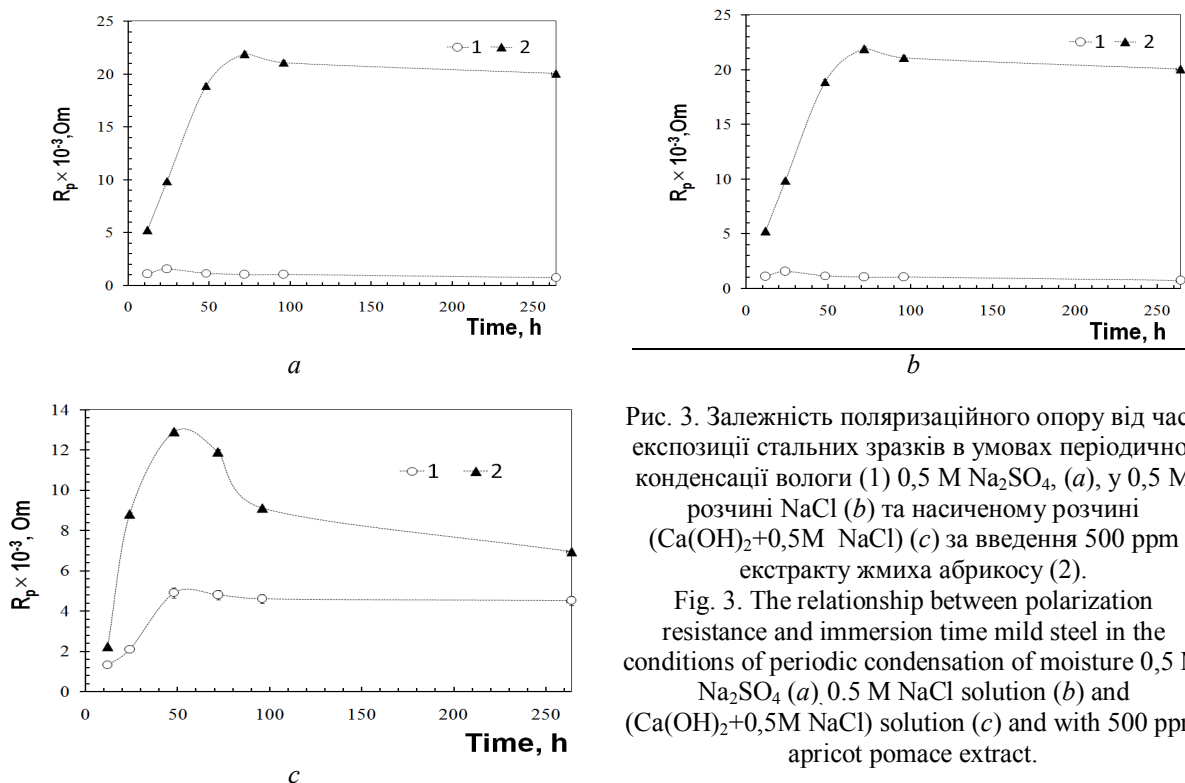 25
20
15
10
5
0
0
50
100
150
200
250
R_p × 10⁻³,Om
Time, h
1 2
a
25
20
15
10
5
0
0
50
100
150
200
250
R_p × 10⁻³,Om
Time, h
1 2
b
14
12
10
8
6
4
2
0
0
50
100
150
200
250
R_p × 10⁻³, Om
Time, h
1 2
c
Рис. 3. Залежність поляризаційного опору від час
експозиції стальних зразків в умовах періодично
конденсації вологи (1) 0,5 М Na₂SO₄, (a), у 0,5 М
розчині NaCl (b) та насиченому розчині
(Ca(OH)₂+0,5М NaCl) (c) за введення 500 ppm
екстракту жмиха абрикосу (2).
Fig. 3. The relationship between polarization
resistance and immersion time mild steel in the
conditions of periodic condensation of moisture 0,5 M
Na₂SO₄ (a) 0.5 M NaCl solution (b) and
(Ca(OH)₂+0,5M NaCl) solution (c) and with 500 ppm
apricot pomace extract.